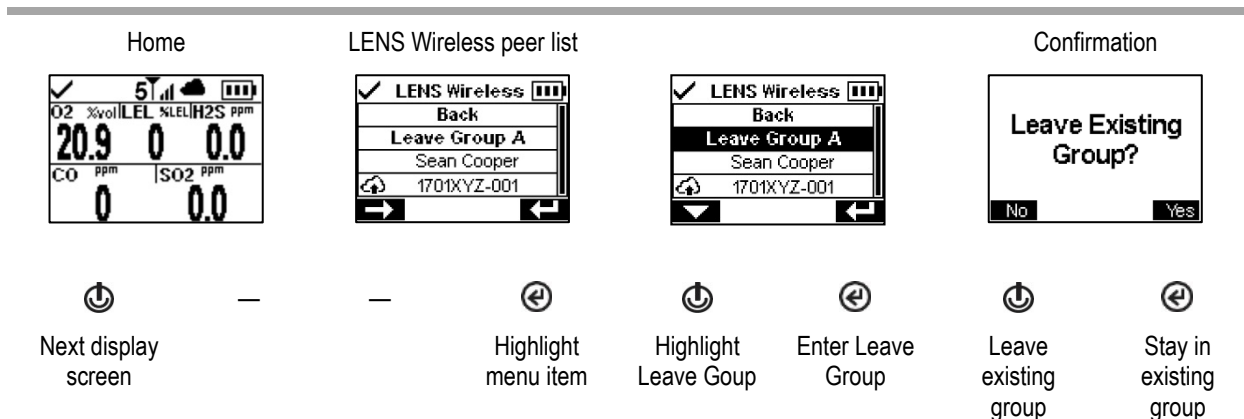 Home
LENS Wireless peer list
Confirmation
5
O2 %vol LEL %LEL H2S ppm
20.9 0 0.0
CO ppm SO2 ppm
0 0.0
LENS Wireless
Back
Leave Group A
Sean Cooper
1701XYZ-001
LENS Wireless
Back
Leave Group A
Sean Cooper
1701XYZ-001
Leave Existing
Group?
No Yes
Next display
screen
–
–
Highlight
menu item
Highlight
Leave Goup
Enter Leave
Group
Leave
existing
group
Stay in
existing
group